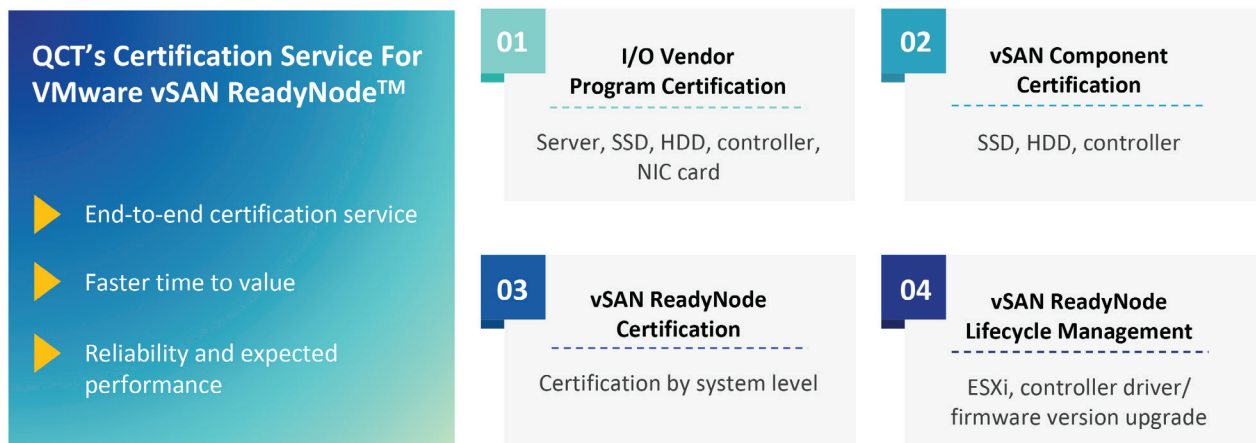 QCT’s Certification Service For
VMware vSAN ReadyNode™
End-to-end certification service
Faster time to value
Reliability and expected
performance
01
I/O Vendor
Program Certification
Server, SSD, HDD, controller,
NIC card
02
vSAN Component
Certification
SSD, HDD, controller
03
vSAN ReadyNode
Certification
Certification by system level
04
vSAN ReadyNode
Lifecycle Management
ESXi, controller driver/
firmware version upgrade